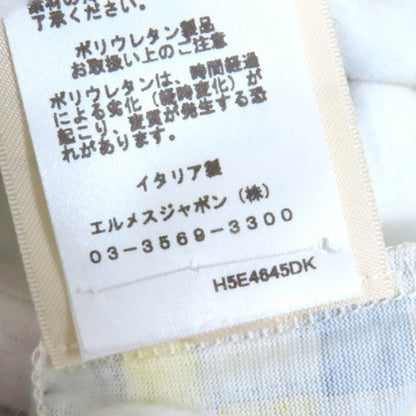 了承ください。
ポリウレタン製品
お取扱い上のご注意
ポリウレタンは、時間経過
による劣化（経時変化）が
起こり、変質が発生する恐
れがあります。
イタリア製
エルメスジャポン（株）
03-3569-3300
H5E4645DK